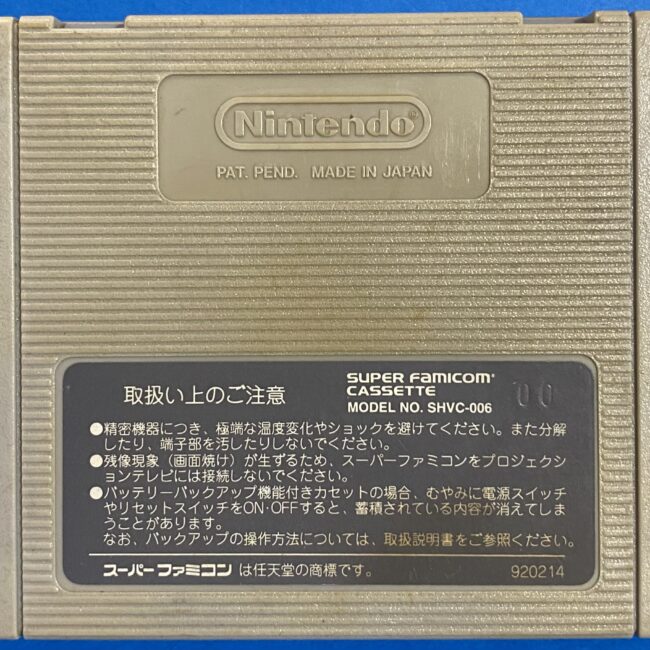 Nintendo®
PAT. PEND. MADE IN JAPAN
取扱い上のご注意
SUPER FAMICOM®
CASSETTE
MODEL NO. SHVC-006
00
●精密機器につき、極端な温度変化やショックを避けてください。また分解
したり、端子部を汚したりしないでください。
●残像現象（画面焼け）が生ずるため、スーパーファミコンをプロジェクシ
ョンテレビには接続しないでください。
●バッテリーバックアップ機能付きカセットの場合、むやみに電源スイッチ
やリセットスイッチをON·OFFすると、蓄積されている内容が消えてしま
うことがあります。
なお、バックアップの操作方法については、取扱説明書をご参照ください。
スーパーファミコン は任天堂の商標です。
920214